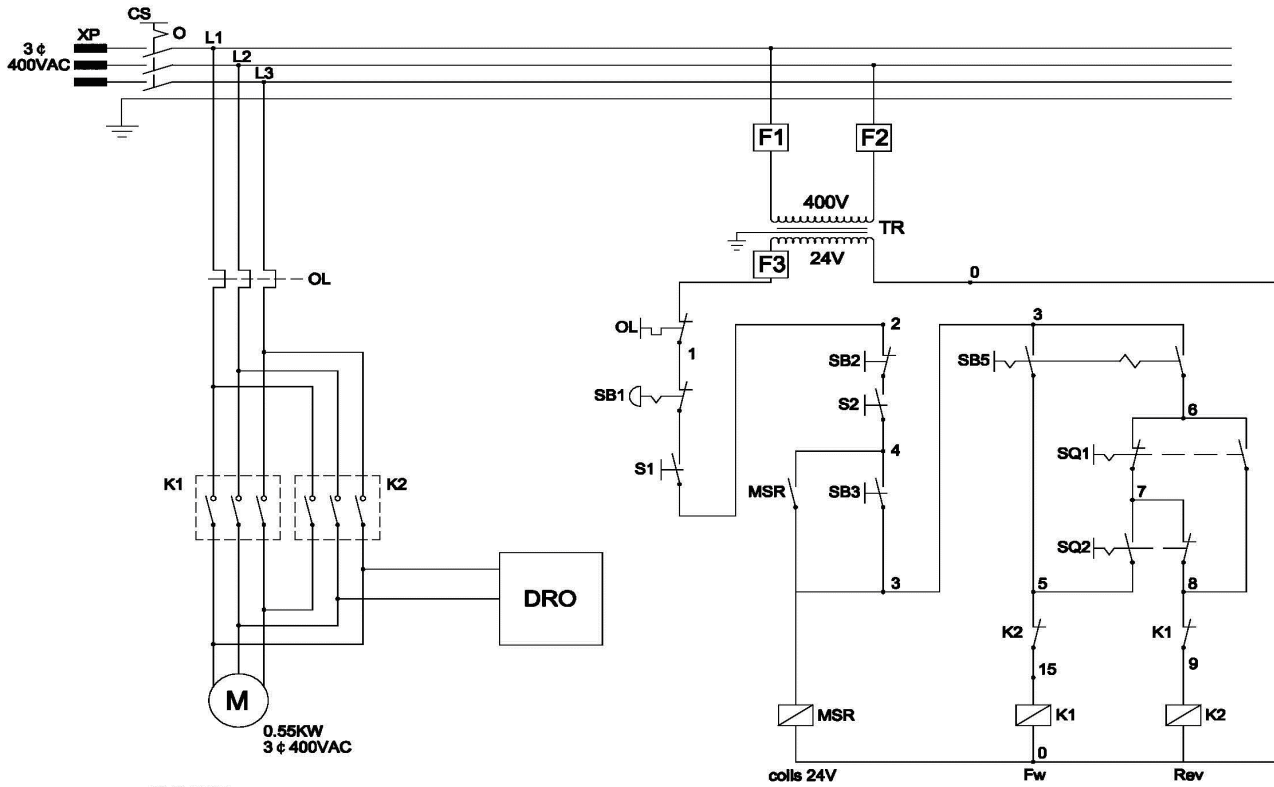 CS
XP
O
L1
3 ¢
400VAC
L2
L3
F1
F2
400V
TR
24V
F3
0
OL
OL
1
2
3
SB2
SB5
SB1
S2
6
4
SQ1
S1
K1
K2
MSR
SB3
7
SQ2
DRO
3
5
8
K2
K1
15
9
M
MSR
K1
K2
0.55KW
3 ¢ 400VAC
0
coils 24V
Fw
Rev